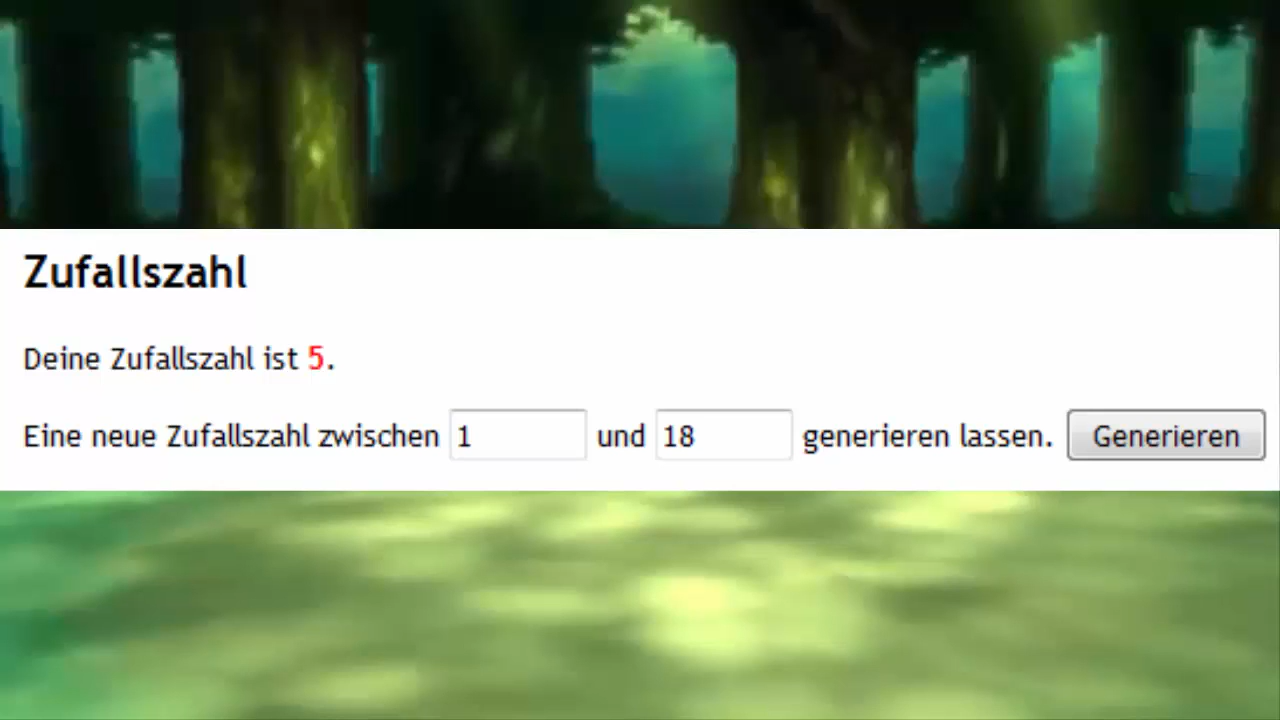 Zufallszahl
Deine Zufallszahl ist 5.
Eine neue Zufallszahl zwischen 1 und 18 generieren lassen. Generieren